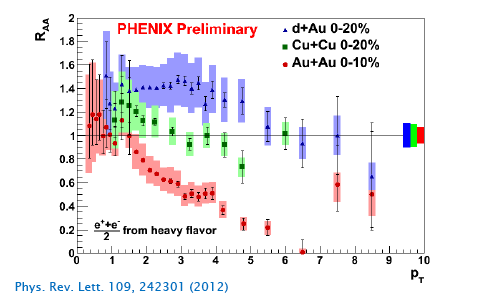 PHENIX Preliminary
d+Au 0-20%
Cu+Cu 0-20%
Au+Au 0-10%
R_AA
2
1.8
1.6
1.4
1.2
1
0.8
0.6
0.4
0.2
0
e⁺+e⁻
2
from heavy flavor
0 1 2 3 4 5 6 7 8 9 10
p_T
Phys. Rev. Lett. 109, 242301 (2012)